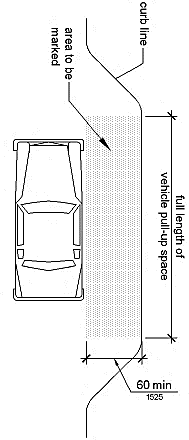 curb line
area to be
marked
full length of
vehicle pull-up space
60 min
1525